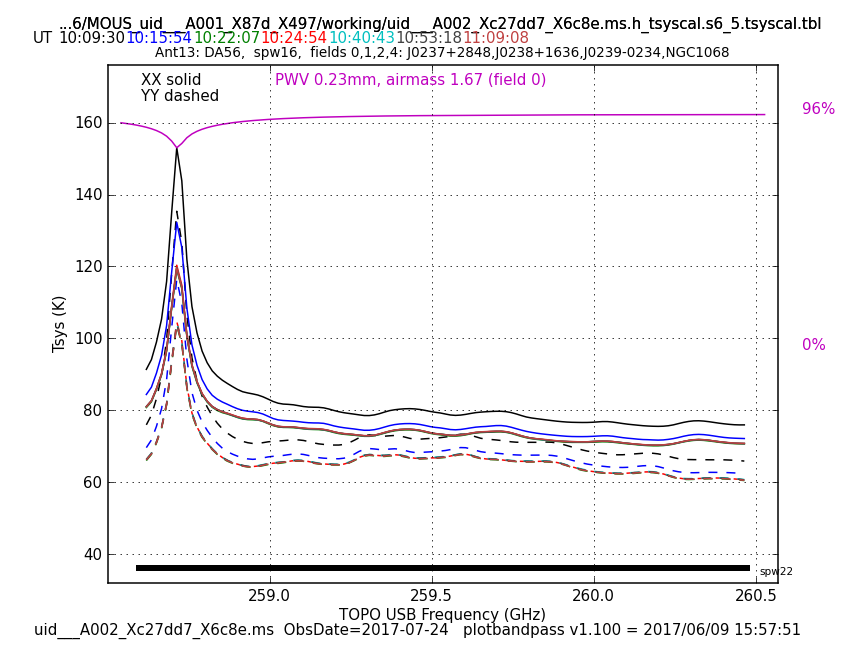 ...6/MOUS_uid___A001_X87d_X497/working/uid___A002_Xc27dd7_X6c8e.ms.h_tsyscal.s6_5.tsyscal.tbl
UT 10:09:30 10:15:54 10:22:07 10:24:54 10:40:43 10:53:18 11:09:08
Ant13: DA56, spw16, fields 0,1,2,4: J0237+2848,J0238+1636,J0239-0234,NGC1068
XX solid
YY dashed
PWV 0.23mm, airmass 1.67 (field 0)
96%
0%
160
140
120
100
80
60
40
Tsys (K)
spw22
259.0 259.5 260.0 260.5
TOPO USB Frequency (GHz)
uid___A002_Xc27dd7_X6c8e.ms ObsDate=2017-07-24 plotbandpass v1.100 = 2017/06/09 15:57:51